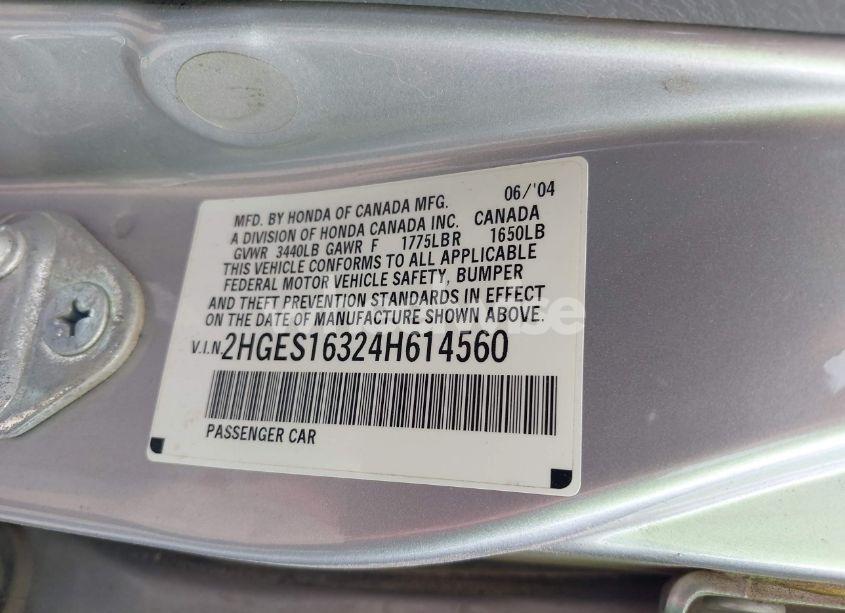 06/'04
MFD. BY HONDA OF CANADA MFG.
A DIVISION OF HONDA CANADA INC. CANADA
GVWR 3440LB GAWR F 1775LB R 1650LB
THIS VEHICLE CONFORMS TO ALL APPLICABLE
FEDERAL MOTOR VEHICLE SAFETY, BUMPER
AND THEFT PREVENTION STANDARDS IN EFFECT
ON THE DATE OF MANUFACTURE SHOWN ABOVE.
V.I.N. 2HGES16324H614560
PASSENGER CAR